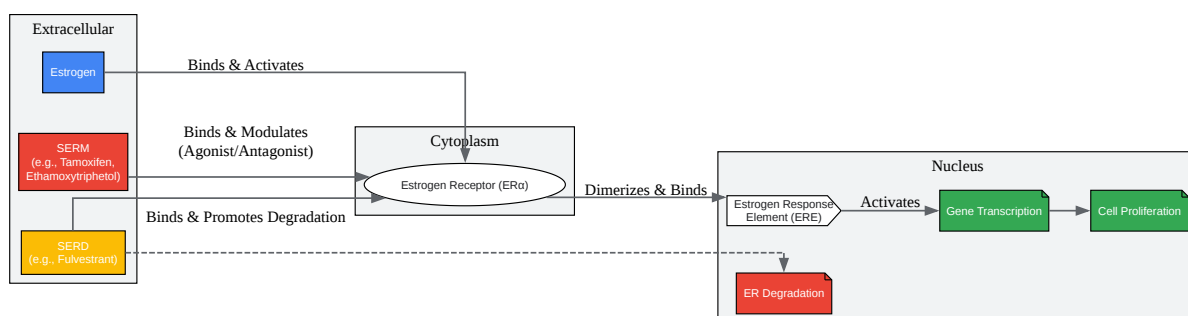 Extracellular
Estrogen
Binds & Activates
SERM
(e.g., Tamoxifen,
Ethamoxytriphetol)
Binds & Modulates
(Agonist/Antagonist)
Cytoplasm
Estrogen Receptor (ERα)
Binds & Promotes Degradation
SERD
(e.g., Fulvestrant)
Dimerizes & Binds
Nucleus
Estrogen Response
Element (ERE)
Activates
Gene Transcription
Cell Proliferation
ER Degradation